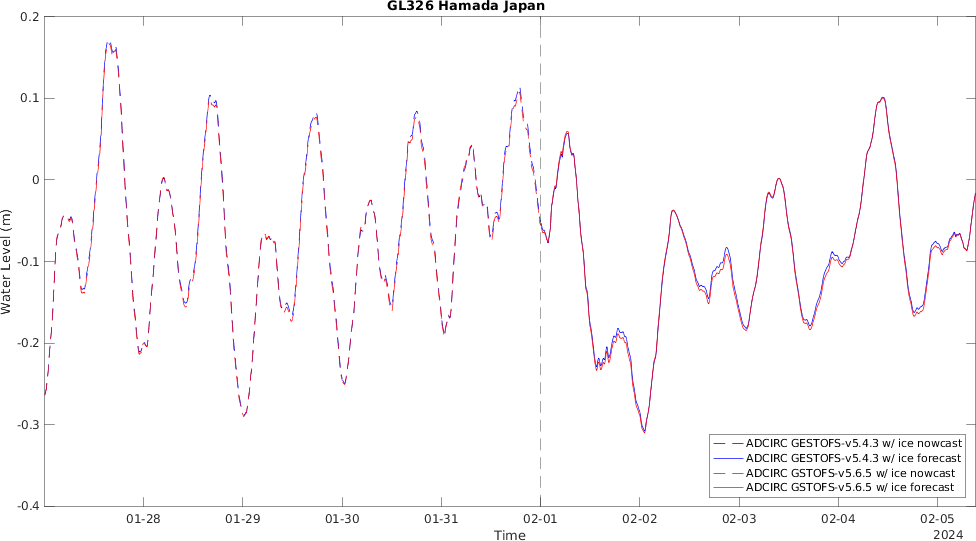 GL326 Hamada Japan
0.2
0.1
0
-0.1
-0.2
-0.3
-0.4
Water Level (m)
01-28
01-29
01-30
01-31
02-01
02-02
02-03
02-04
02-05
Time
2024
ADCIRC GESTOFS-v5.4.3 w/ ice nowcast
ADCIRC GESTOFS-v5.4.3 w/ ice forecast
ADCIRC GSTOFS-v5.6.5 w/ ice nowcast
ADCIRC GSTOFS-v5.6.5 w/ ice forecast